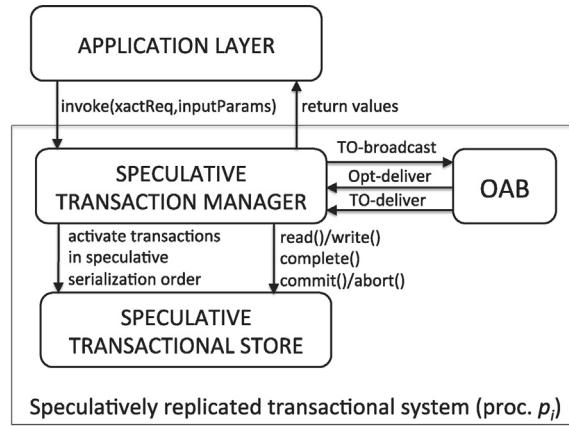 APPLICATION LAYER
invoke(xactReq,inputParams)
return values
SPECULATIVE
TRANSACTION MANAGER
TO-broadcast
Opt-deliver
TO-deliver
OAB
activate transactions
in speculative
serialization order
read()/write()
complete()
commit()/abort()
SPECULATIVE
TRANSACTIONAL STORE
Speculatively replicated transactional system (proc. pi)